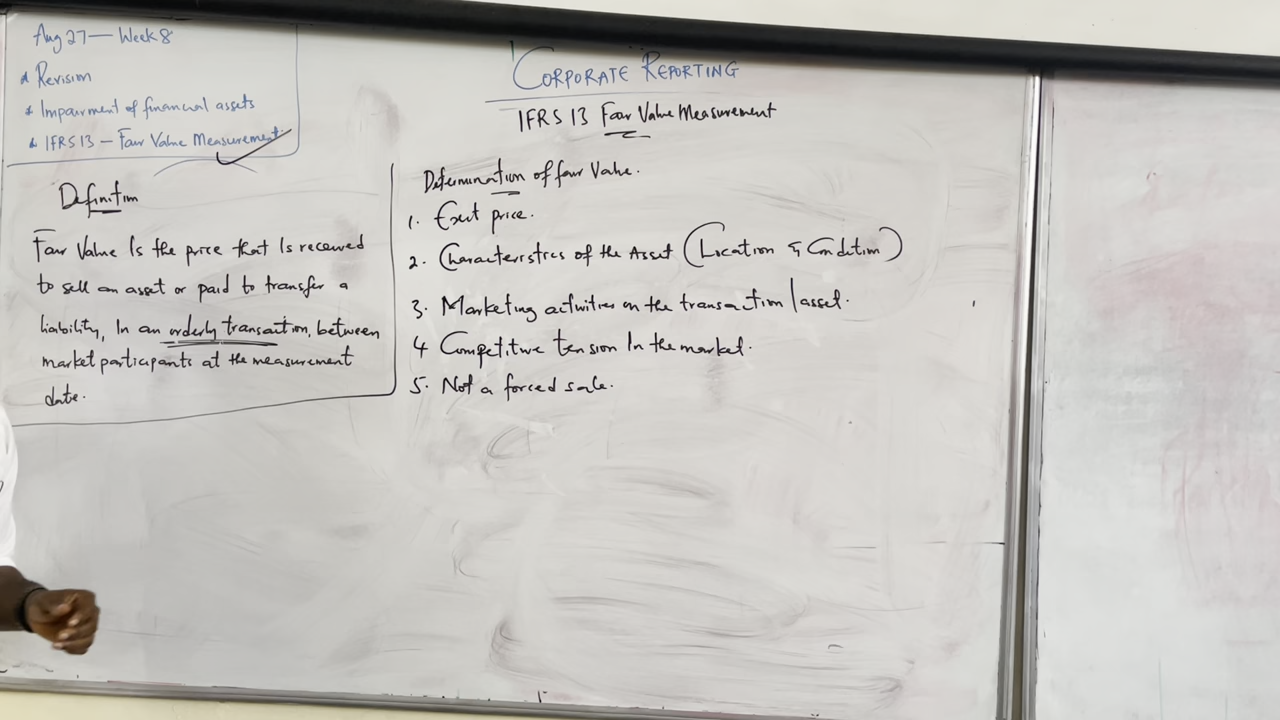 Aug 27 — Week 8
* Revision
* Impairment of financial assets
* IFRS 13 — Fair Value Measurement
CORPORATE REPORTING
IFRS 13 Fair Value Measurement
Definition
Fair Value Is the price that Is received
to sell an asset or paid to transfer a
liability, In an orderly transaction, between
market participants at the measurement
date.
Determination of fair Value.
1. Exit price.
2. Characteristics of the Asset (Location & Condition)
3. Marketing activities on the transaction / asset.
4 Competitive tension In the market.
5. Not a forced sale.